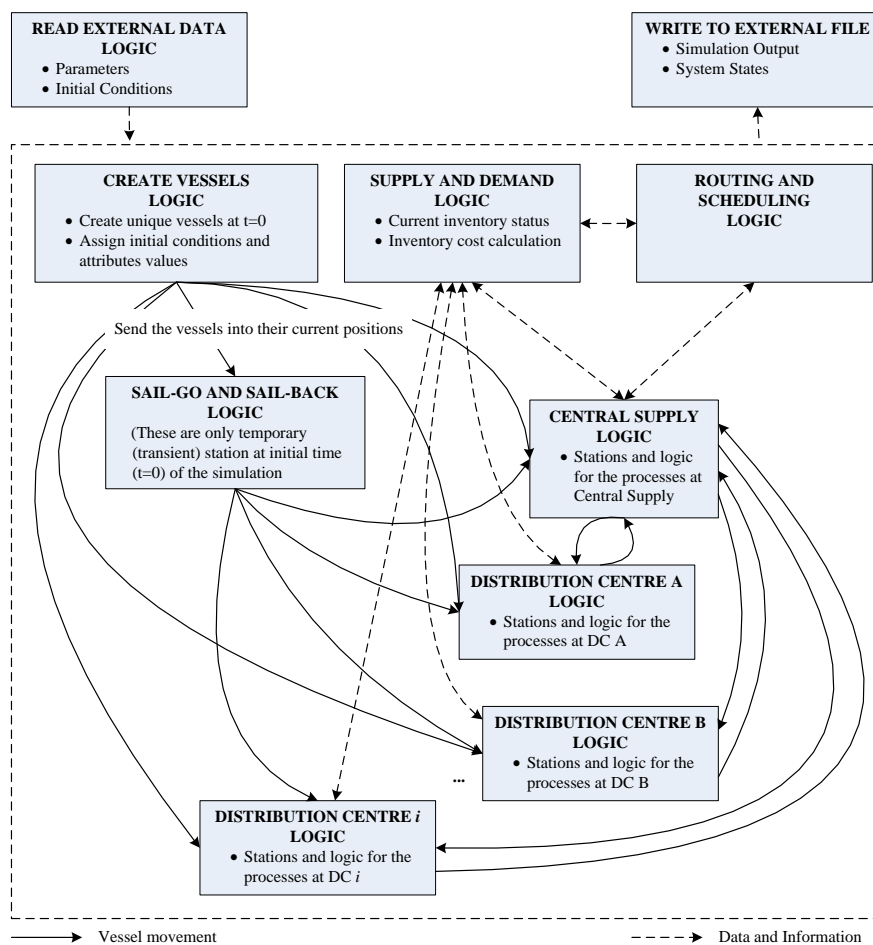 READ EXTERNAL DATA
LOGIC
• Parameters
• Initial Conditions
WRITE TO EXTERNAL FILE
• Simulation Output
• System States
CREATE VESSELS
LOGIC
• Create unique vessels at t=0
• Assign initial conditions and
attributes values
SUPPLY AND DEMAND
LOGIC
• Current inventory status
• Inventory cost calculation
ROUTING AND
SCHEDULING
LOGIC
Send the vessels into their current positions
SAIL-GO AND SAIL-BACK
LOGIC
(These are only temporary
(transient) station at initial time
(t=0) of the simulation
CENTRAL SUPPLY
LOGIC
• Stations and logic
for the processes at
Central Supply
DISTRIBUTION CENTRE A
LOGIC
• Stations and logic for the
processes at DC A
DISTRIBUTION CENTRE B
LOGIC
• Stations and logic for the
processes at DC B
...
DISTRIBUTION CENTRE i
LOGIC
• Stations and logic for the
processes at DC i
Vessel movement
Data and Information